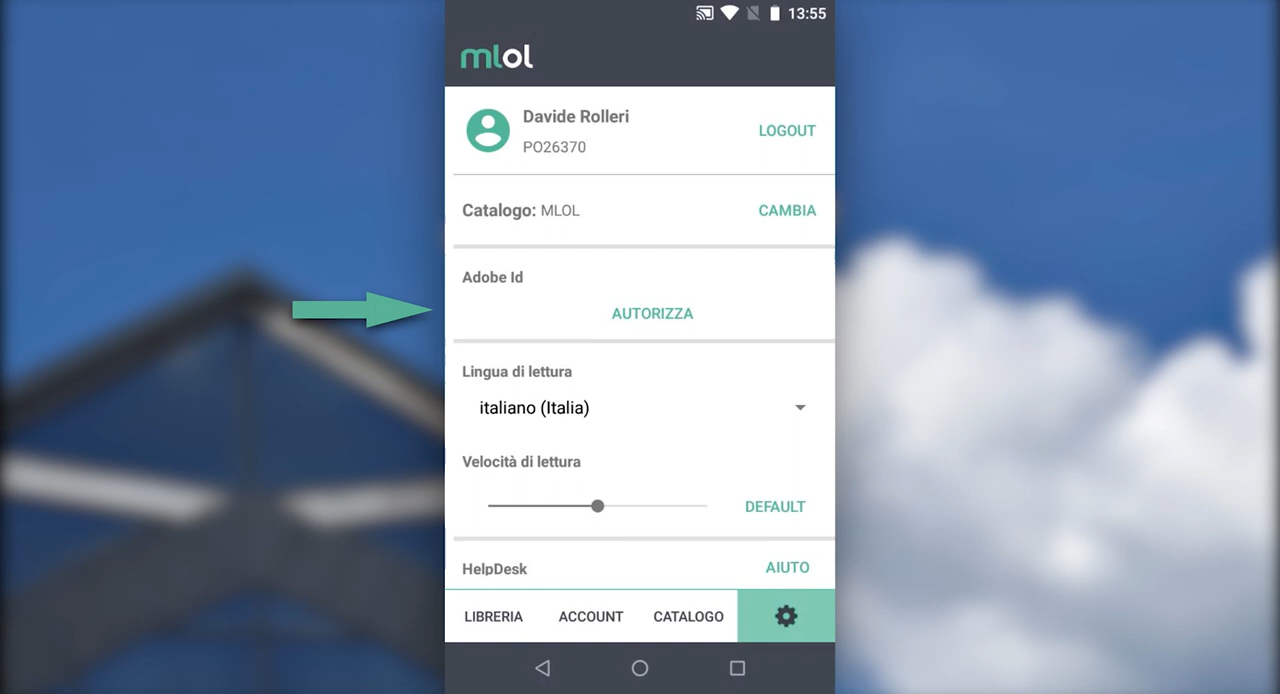 13:55
mlol
Davide Rolleri
PO26370
LOGOUT
Catalogo: MLOL
CAMBIA
Adobe Id
AUTORIZZA
Lingua di lettura
italiano (Italia)
Velocità di lettura
DEFAULT
HelpDesk
AIUTO
LIBRERIA
ACCOUNT
CATALOGO